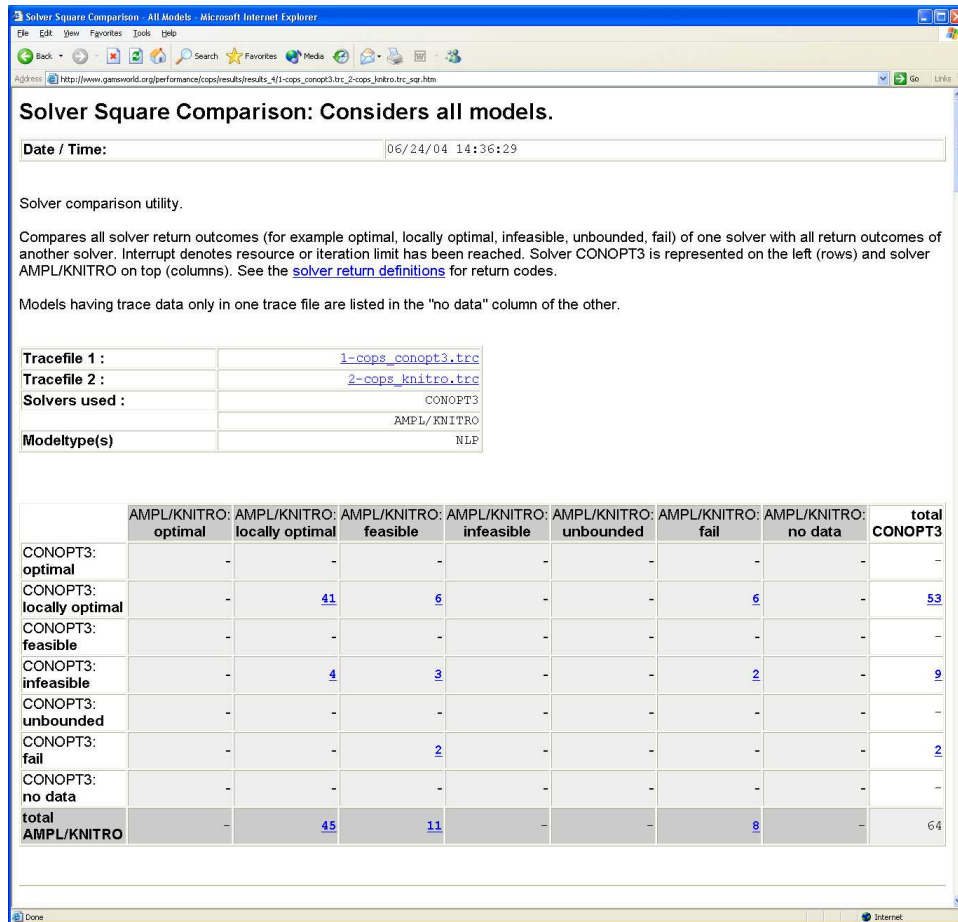 Solver Square Comparison - All Models - Microsoft Internet Explorer
File Edit View Favorites Tools Help
Back Search Favorites Media
Address http://www.gamsworld.org/performance/cops/results/results_4/1-cops_conopt3.trc_2-cops_knitro.trc_sqr.htm Go Links
Solver Square Comparison: Considers all models.
Date / Time: 06/24/04 14:36:29
Solver comparison utility.
Compares all solver return outcomes (for example optimal, locally optimal, infeasible, unbounded, fail) of one solver with all return outcomes of
another solver. Interrupt denotes resource or iteration limit has been reached. Solver CONOPT3 is represented on the left (rows) and solver
AMPL/KNITRO on top (columns). See the solver return definitions for return codes.
Models having trace data only in one trace file are listed in the "no data" column of the other.
Tracefile 1 : 1-cops_conopt3.trc
Tracefile 2 : 2-cops_knitro.trc
Solvers used : CONOPT3
AMPL/KNITRO
Modeltype(s) NLP
AMPL/KNITRO: AMPL/KNITRO: AMPL/KNITRO: AMPL/KNITRO: AMPL/KNITRO: AMPL/KNITRO: AMPL/KNITRO: total
optimal locally optimal feasible infeasible unbounded fail no data CONOPT3
CONOPT3:
optimal - - - - - - - -
CONOPT3:
locally optimal - 41 6 - - 6 - 53
CONOPT3:
feasible - - - - - - - -
CONOPT3:
infeasible - 4 3 - - 2 - 9
CONOPT3:
unbounded - - - - - - - -
CONOPT3:
fail - - 2 - - - - 2
CONOPT3:
no data - - - - - - - -
total
AMPL/KNITRO - 45 11 - - 8 - 64
Done Internet